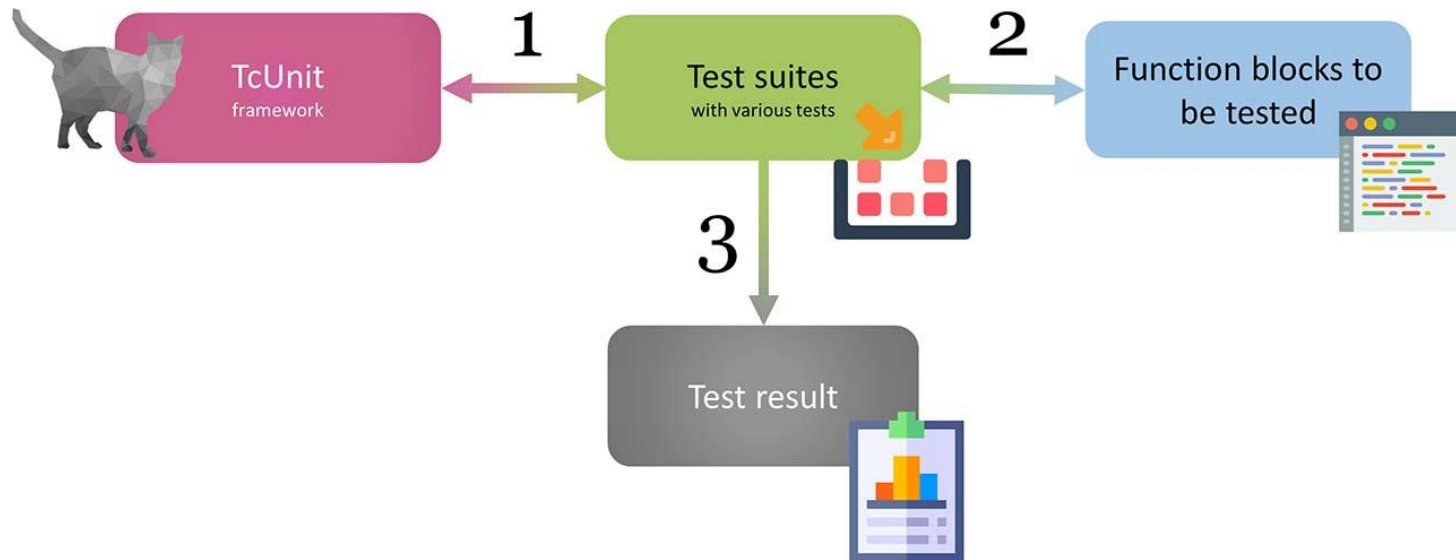 1
2
TcUnit
framework
Test suites
with various tests
Function blocks to
be tested
3
Test result